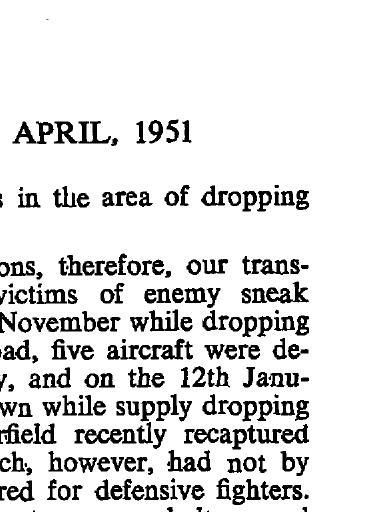 APRIL, 1951
s in the area of dropping
ons, therefore, our trans-
victims of enemy sneak
November while dropping
oad, five aircraft were de-
y, and on the 12th Janu-
wn while supply dropping
rfield recently recaptured
ch, however, had not by
red for defensive fighters.